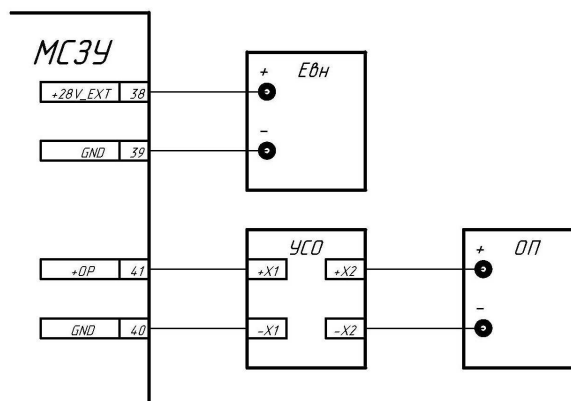 МСЗУ
+28V_EXT 38
GND 39
+OP 41
GND 40
+ Евн
-
УСО
+X1 +X2
-X1 -X2
+ ОП
-